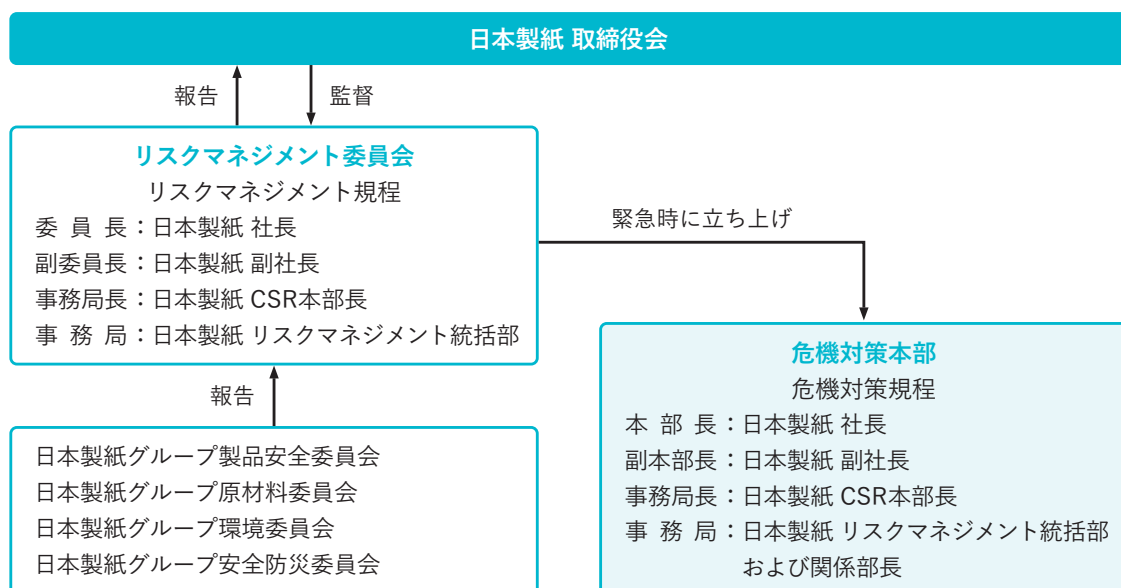 日本製紙 取締役会
報告
監督
リスクマネジメント委員会
リスクマネジメント規程
委員長：日本製紙 社長
副委員長：日本製紙 副社長
事務局長：日本製紙 CSR本部長
事務局：日本製紙 リスクマネジメント統括部
緊急時に立ち上げ
報告
日本製紙グループ製品安全委員会
日本製紙グループ原材料委員会
日本製紙グループ環境委員会
日本製紙グループ安全防災委員会
危機対策本部
危機対策規程
本部長：日本製紙 社長
副本部長：日本製紙 副社長
事務局長：日本製紙 CSR本部長
事務局：日本製紙 リスクマネジメント統括部
および関係部長